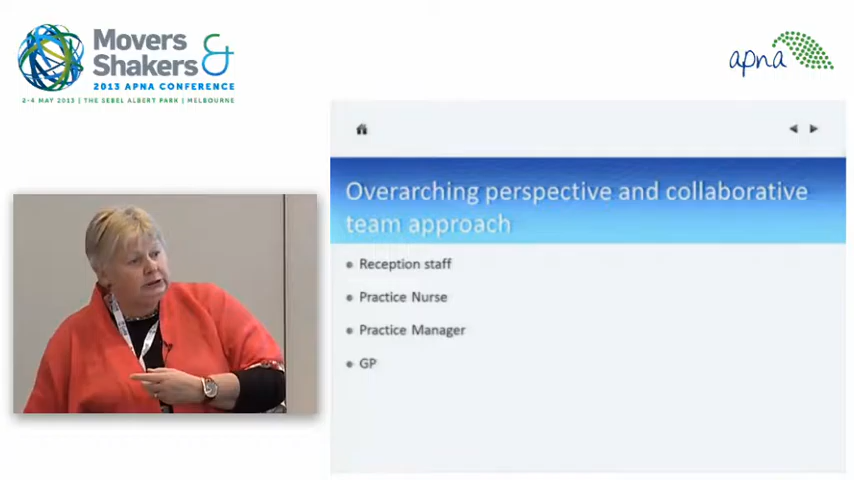 Movers
Shakers &
2013 APNA CONFERENCE
2-4 MAY 2013 | THE SEBEL ALBERT PARK | MELBOURNE
apna
Overarching perspective and collaborative
team approach
Reception staff
Practice Nurse
Practice Manager
GP